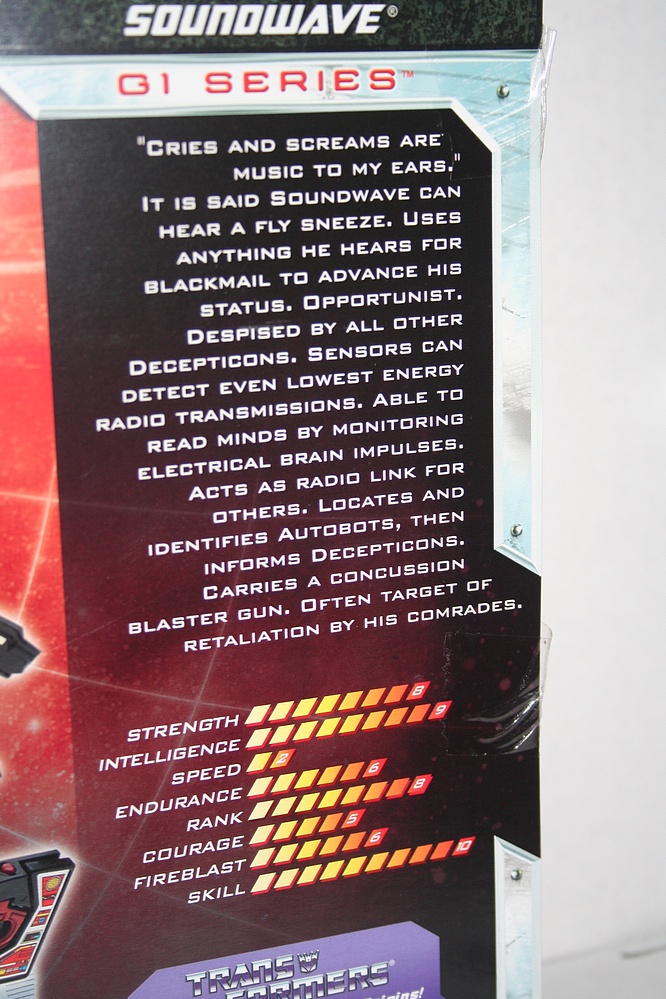 SOUNDWAVE®
G1 SERIES™
"CRIES AND SCREAMS ARE
MUSIC TO MY EARS."
IT IS SAID SOUNDWAVE CAN
HEAR A FLY SNEEZE. USES
ANYTHING HE HEARS FOR
BLACKMAIL TO ADVANCE HIS
STATUS. OPPORTUNIST.
DESPISED BY ALL OTHER
DECEPTICONS. SENSORS CAN
DETECT EVEN LOWEST ENERGY
RADIO TRANSMISSIONS. ABLE TO
READ MINDS BY MONITORING
ELECTRICAL BRAIN IMPULSES.
ACTS AS RADIO LINK FOR
OTHERS. LOCATES AND
IDENTIFIES AUTOBOTS, THEN
INFORMS DECEPTICONS.
CARRIES A CONCUSSION
BLASTER GUN. OFTEN TARGET OF
RETALIATION BY HIS COMRADES.
STRENGTH 8
INTELLIGENCE 9
SPEED 2
ENDURANCE 6
RANK 8
COURAGE 5
FIREBLAST 6
SKILL 10
TRANSFORMERS®